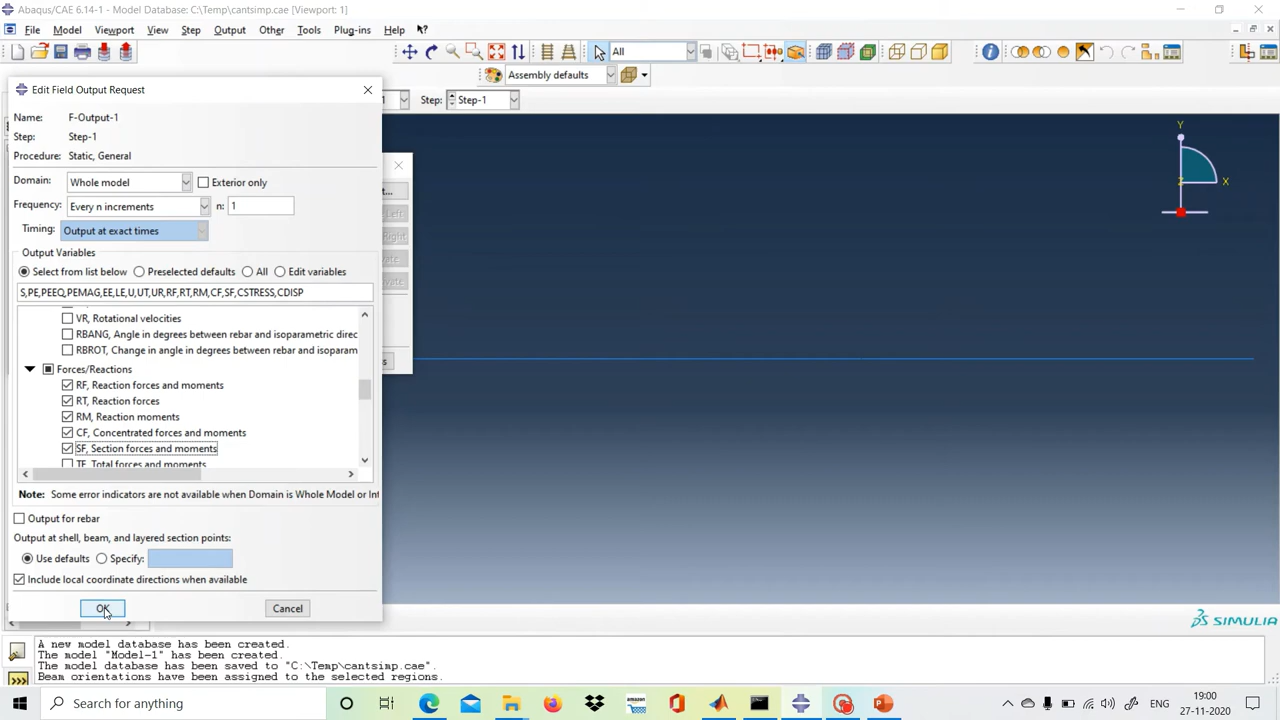 Abaqus/CAE 6.14-1 - Model Database: C:\Temp\cantsimp.cae [Viewport: 1]
File Model Viewport View Step Output Other Tools Plug-ins Help
All
Assembly defaults
Edit Field Output Request
1 Step: Step-1
Name: F-Output-1
Step: Step-1
Procedure: Static, General
Domain: Whole model Exterior only
Frequency: Every n increments n: 1
Timing: Output at exact times
Output Variables
Select from list below Preselected defaults All Edit variables
S,PE,PEEQ,PEMAG,EE,LE,U,UT,UR,RF,RT,RM,CF,SF,CSTRESS,CDISP
VR, Rotational velocities
RBANG, Angle in degrees between rebar and isoparametric direc
RBROT, Change in angle in degrees between rebar and isoparam
Forces/Reactions
RF, Reaction forces and moments
RT, Reaction forces
RM, Reaction moments
CF, Concentrated forces and moments
SF, Section forces and moments
TF, Total forces and moments
Note: Some error indicators are not available when Domain is Whole Model or Int
Output for rebar
Output at shell, beam, and layered section points:
Use defaults Specify:
Include local coordinate directions when available
OK Cancel
Y
Z
X
SIMULIA
A new model database has been created.
The model "Model-1" has been created.
The model database has been saved to "C:\Temp\cantsimp.cae".
Beam orientations have been assigned to the selected regions.
>>>
Type here to search
ENG
19:00
27-11-2020